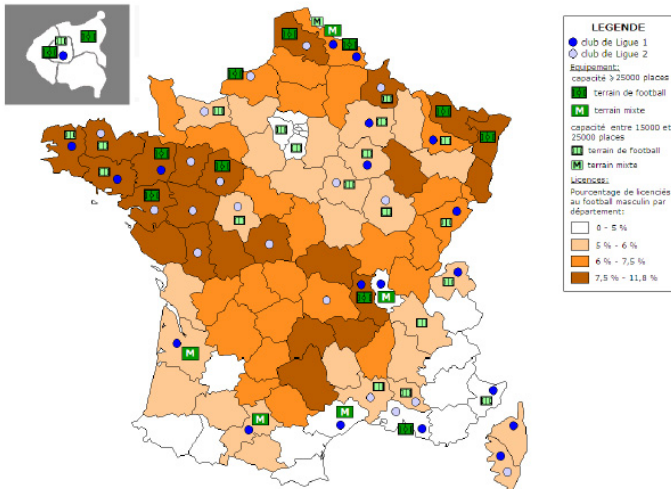 LEGENDE
club de Ligue 1
club de Ligue 2
Equipement:
capacité ≥ 25000 places
terrain de football
M terrain mixte
capacité entre 15000 et
25000 places
terrain de football
M terrain mixte
Licences:
Pourcentage de licenciés
au football masculin par
département:
0 - 5 %
5 % - 6 %
6 % - 7,5 %
7,5 % - 11,8 %
M
M
M
M
M
M